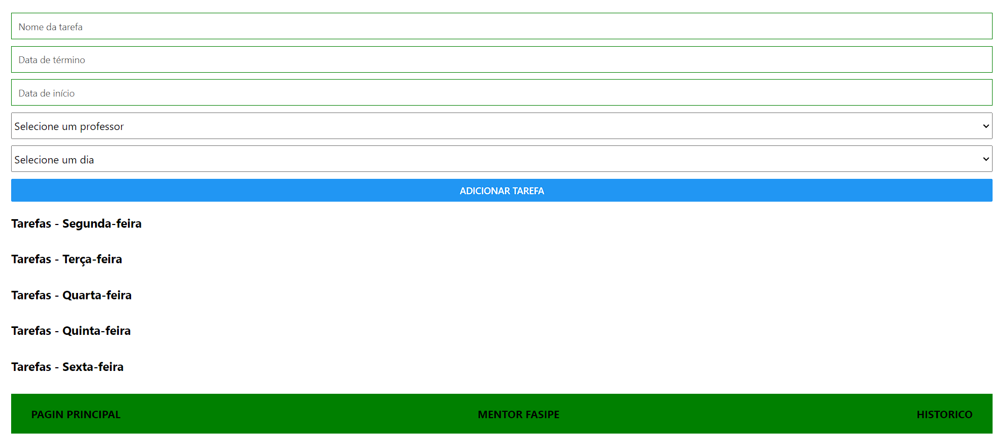 Nome da tarefa
Data de término
Data de início
Selecione um professor
Selecione um dia
ADICIONAR TAREFA
Tarefas - Segunda-feira
Tarefas - Terça-feira
Tarefas - Quarta-feira
Tarefas - Quinta-feira
Tarefas - Sexta-feira
PAGIN PRINCIPAL MENTOR FASIPE HISTORICO